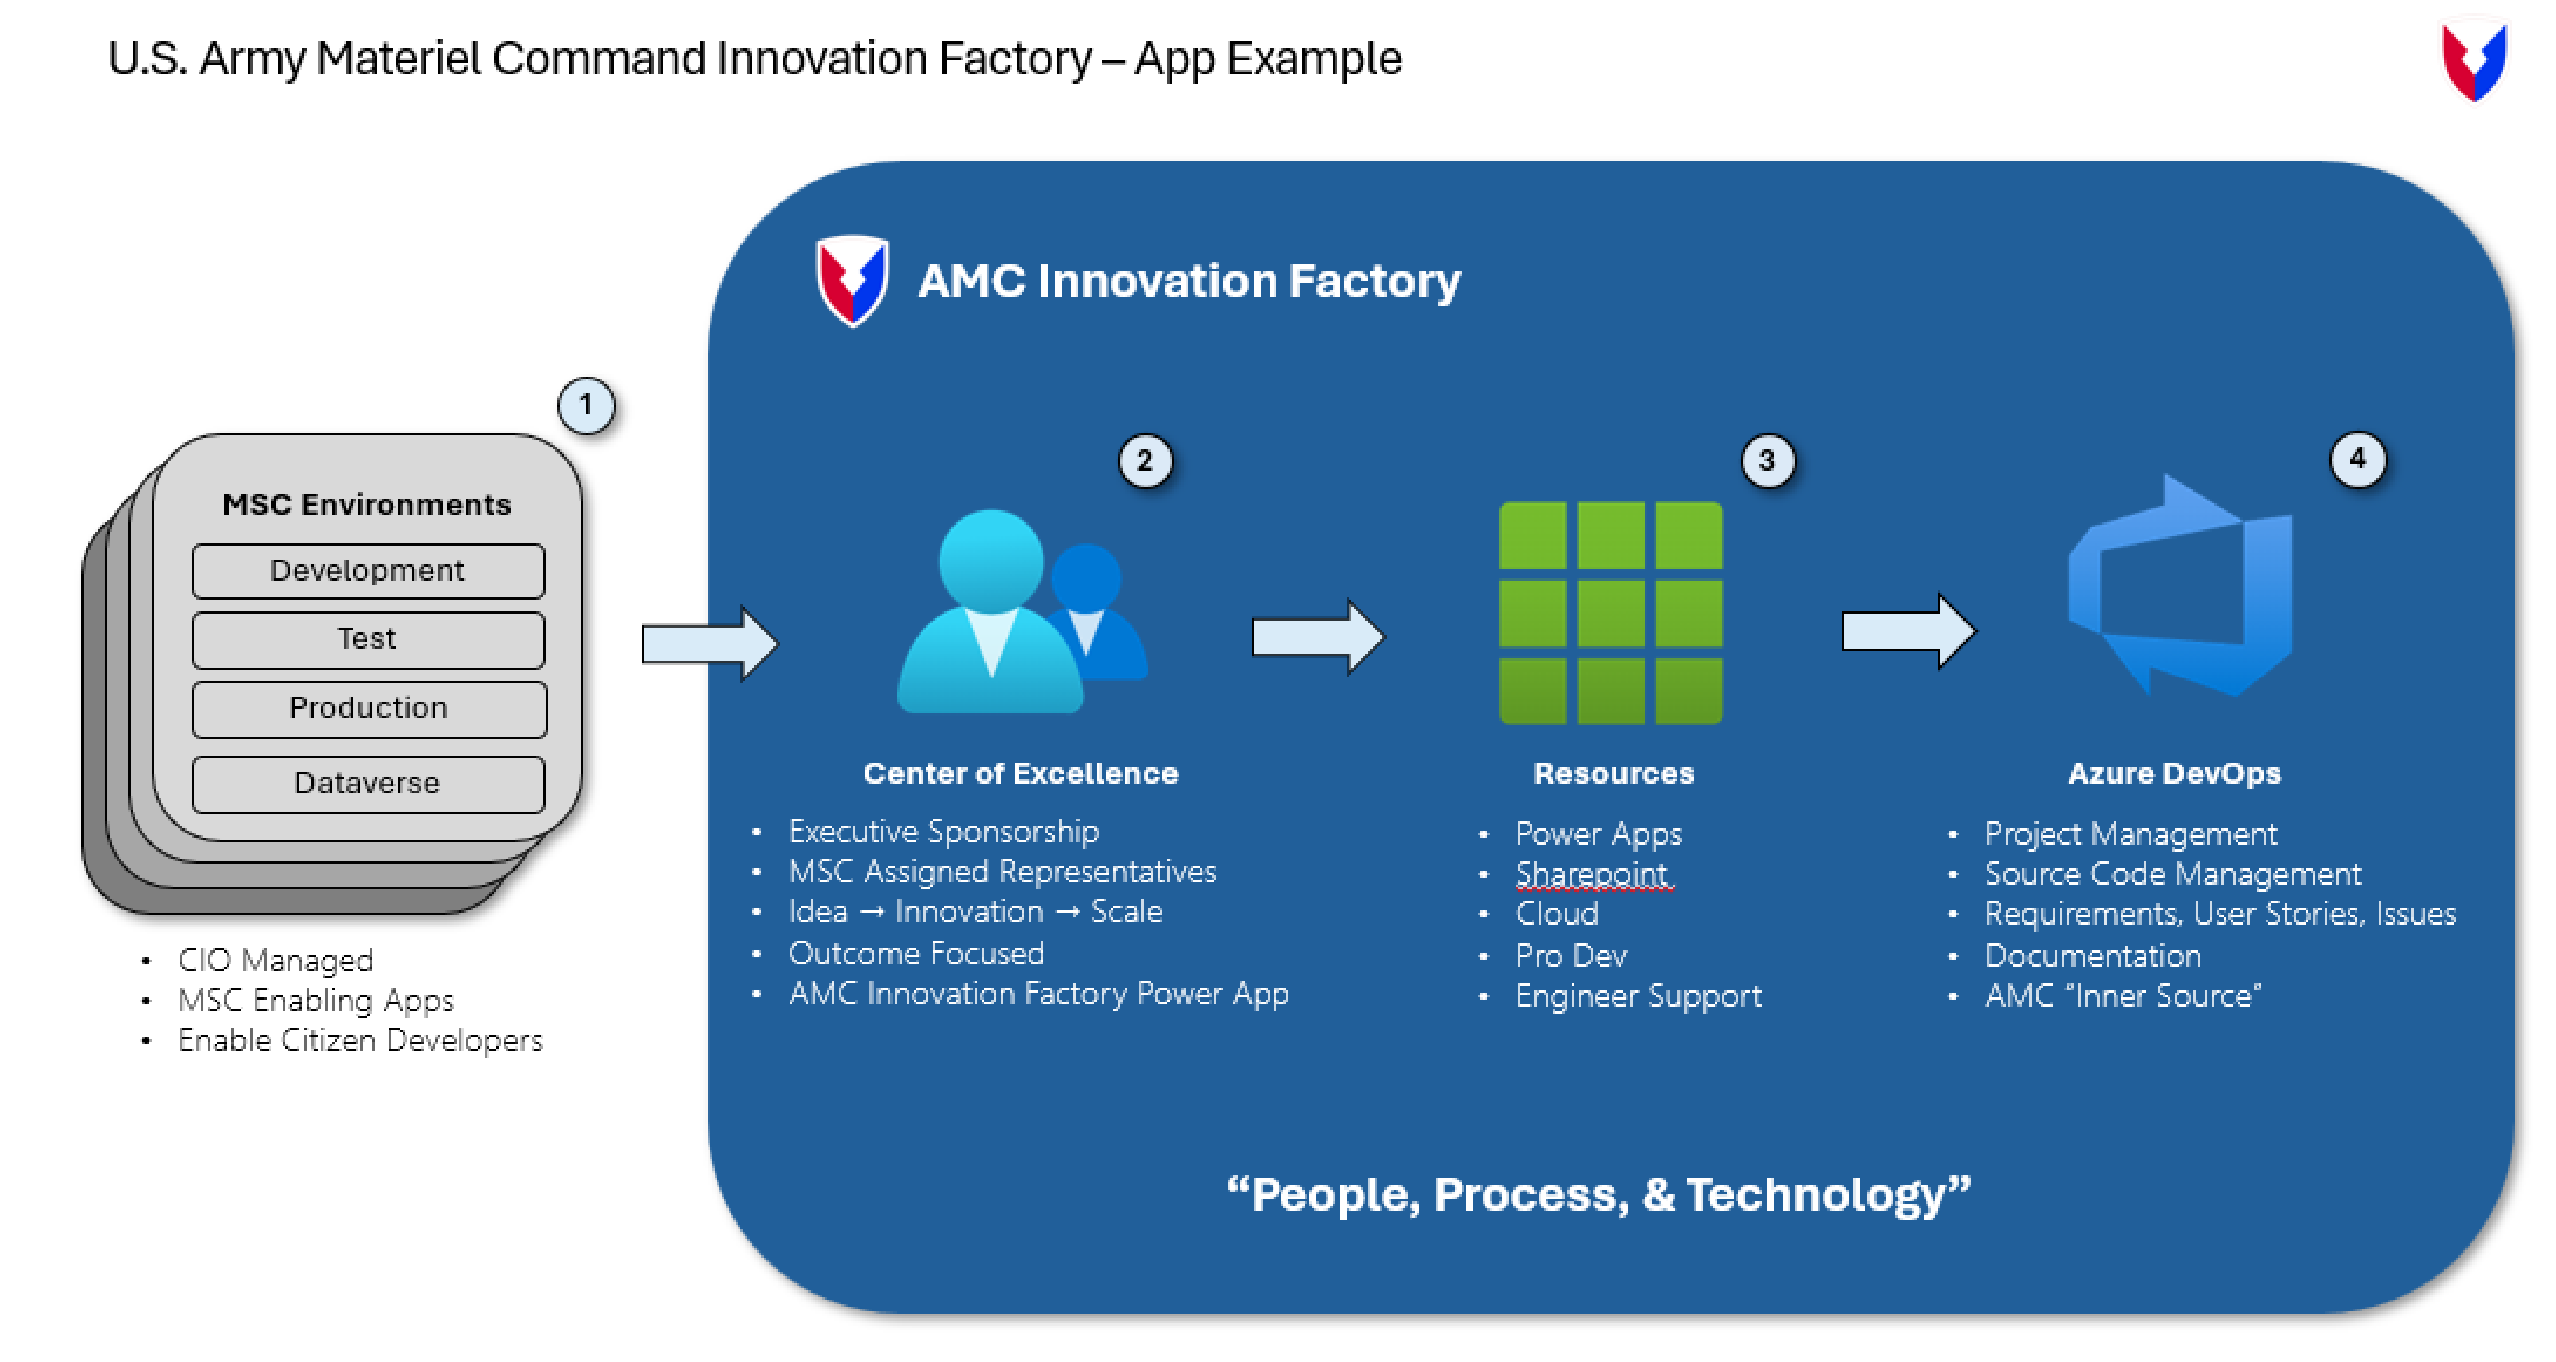 U.S. Army Materiel Command Innovation Factory – App Example
AMC Innovation Factory
1
MSC Environments
Development
Test
Production
Dataverse
• CIO Managed
• MSC Enabling Apps
• Enable Citizen Developers
2
Center of Excellence
• Executive Sponsorship
• MSC Assigned Representatives
• Idea → Innovation → Scale
• Outcome Focused
• AMC Innovation Factory Power App
3
Resources
• Power Apps
• Sharepoint
• Cloud
• Pro Dev
• Engineer Support
4
Azure DevOps
• Project Management
• Source Code Management
• Requirements, User Stories, Issues
• Documentation
• AMC “Inner Source”
“People, Process, & Technology”